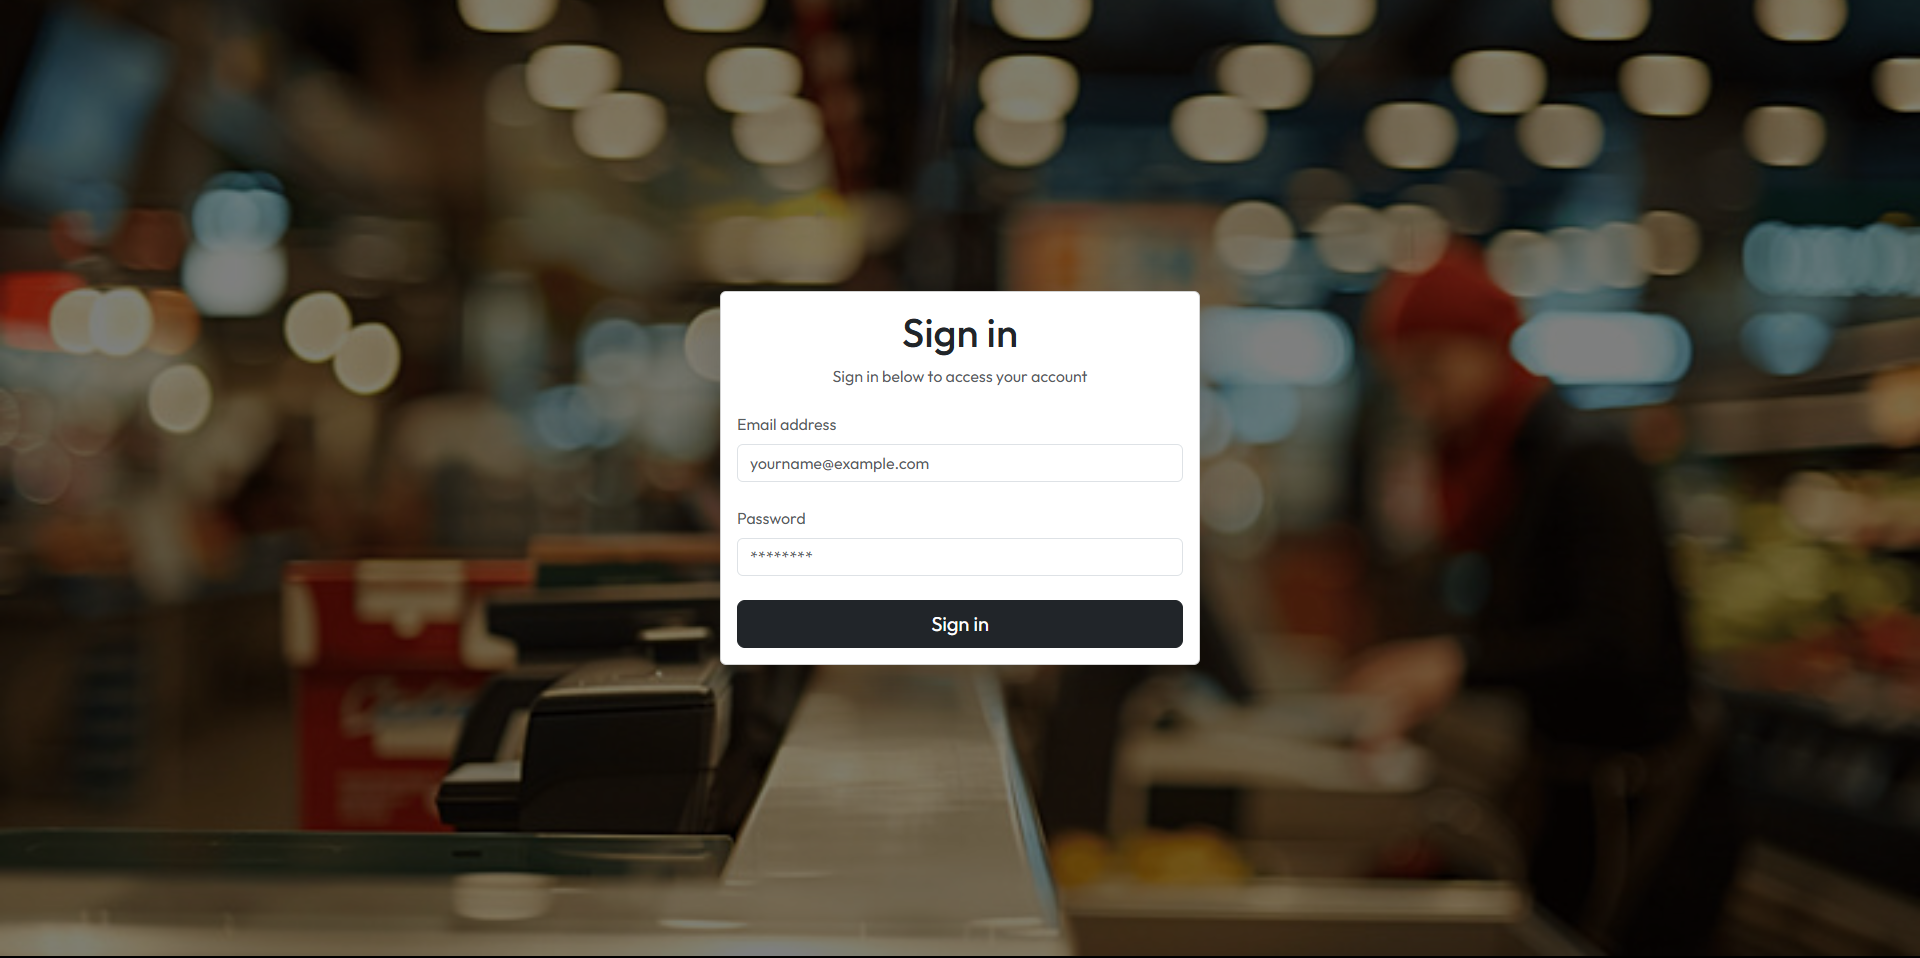 Sign in
Sign in below to access your account
Email address
yourname@example.com
Password
********
Sign in